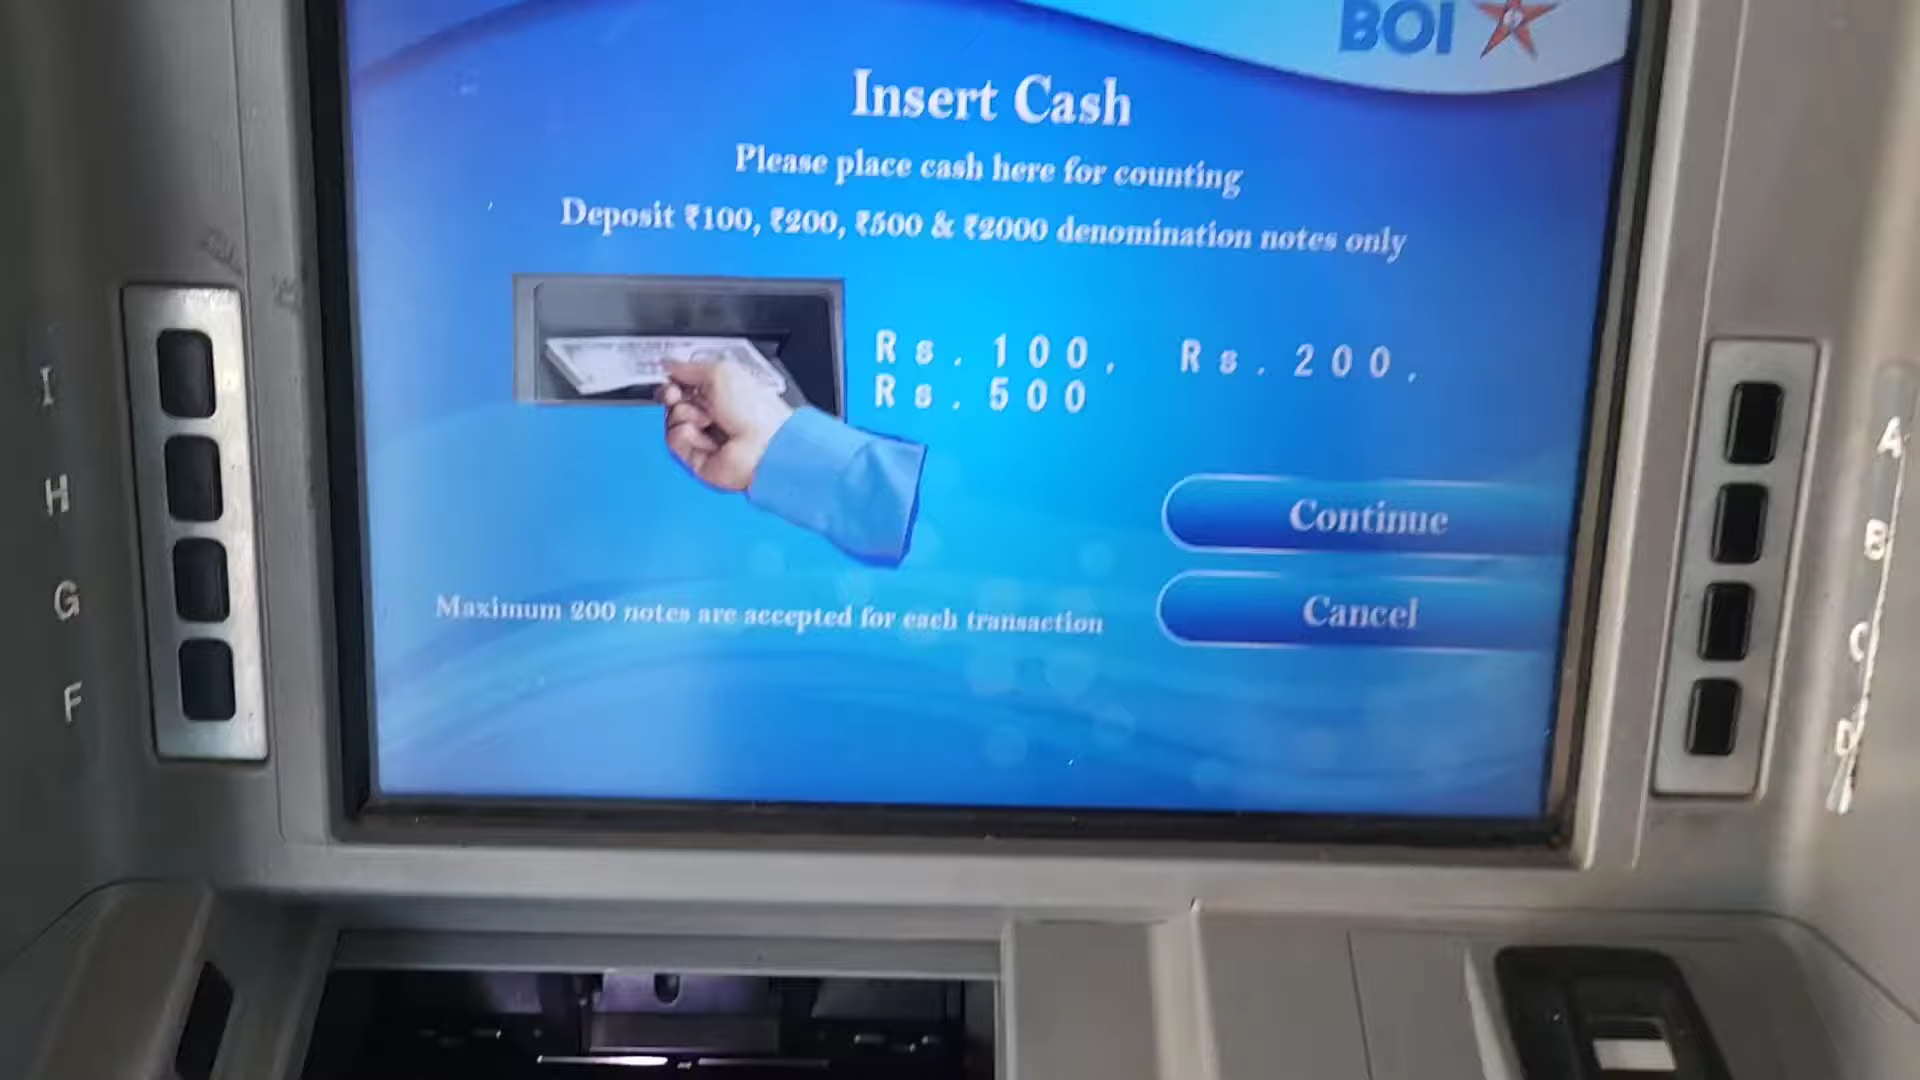 BOI
Insert Cash
Please place cash here for counting
Deposit ₹100, ₹200, ₹500 & ₹2000 denomination notes only
Rs. 100, Rs. 200,
Rs. 500
Continue
Cancel
Maximum 200 notes are accepted for each transaction
I
H
G
F
A
B
C
D